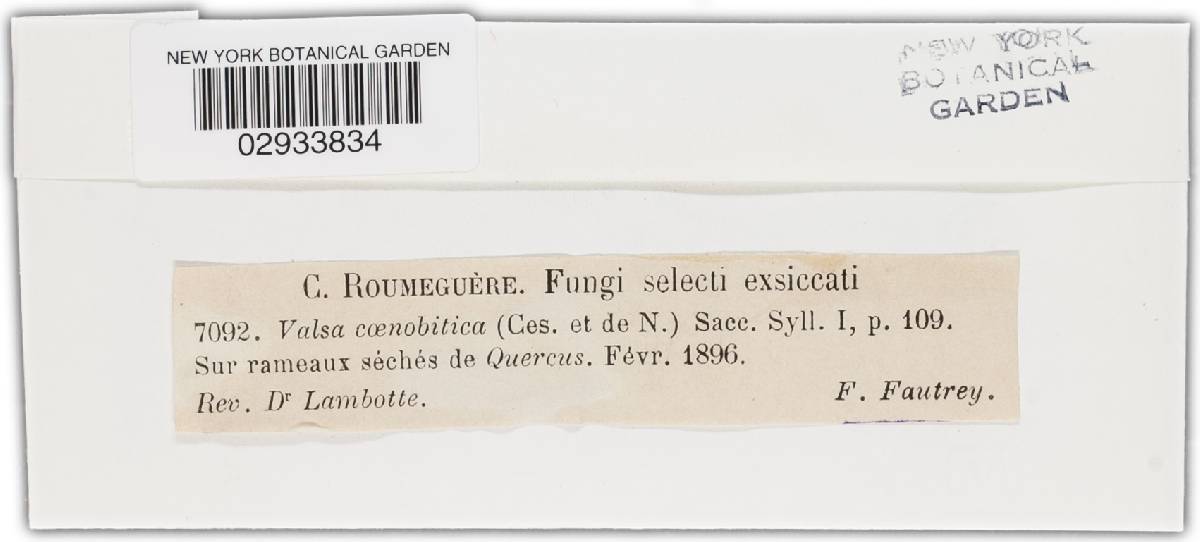 NEW YORK BOTANICAL GARDEN
02933834
NEW YORK
BOTANICAL
GARDEN
C. ROUMEGUÈRE. Fungi selecti exsiccati
7092. Valsa cœnobitica (Ces. et de N.) Sacc. Syll. I, p. 109.
Sur rameaux séchés de Quercus. Févr. 1896.
Rev. Dʳ Lambotte. F. Fautrey.